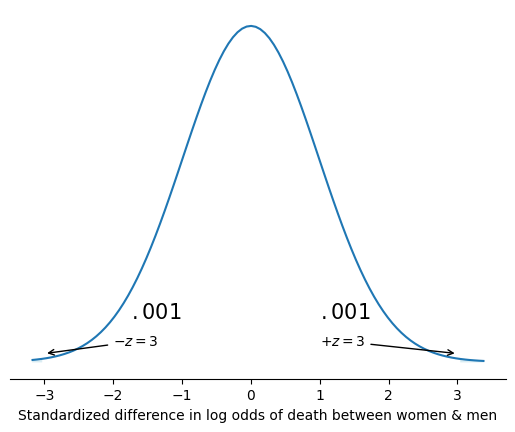 .001 .001
−z = 3 +z = 3
−3 −2 −1 0 1 2 3
Standardized difference in log odds of death between women & men